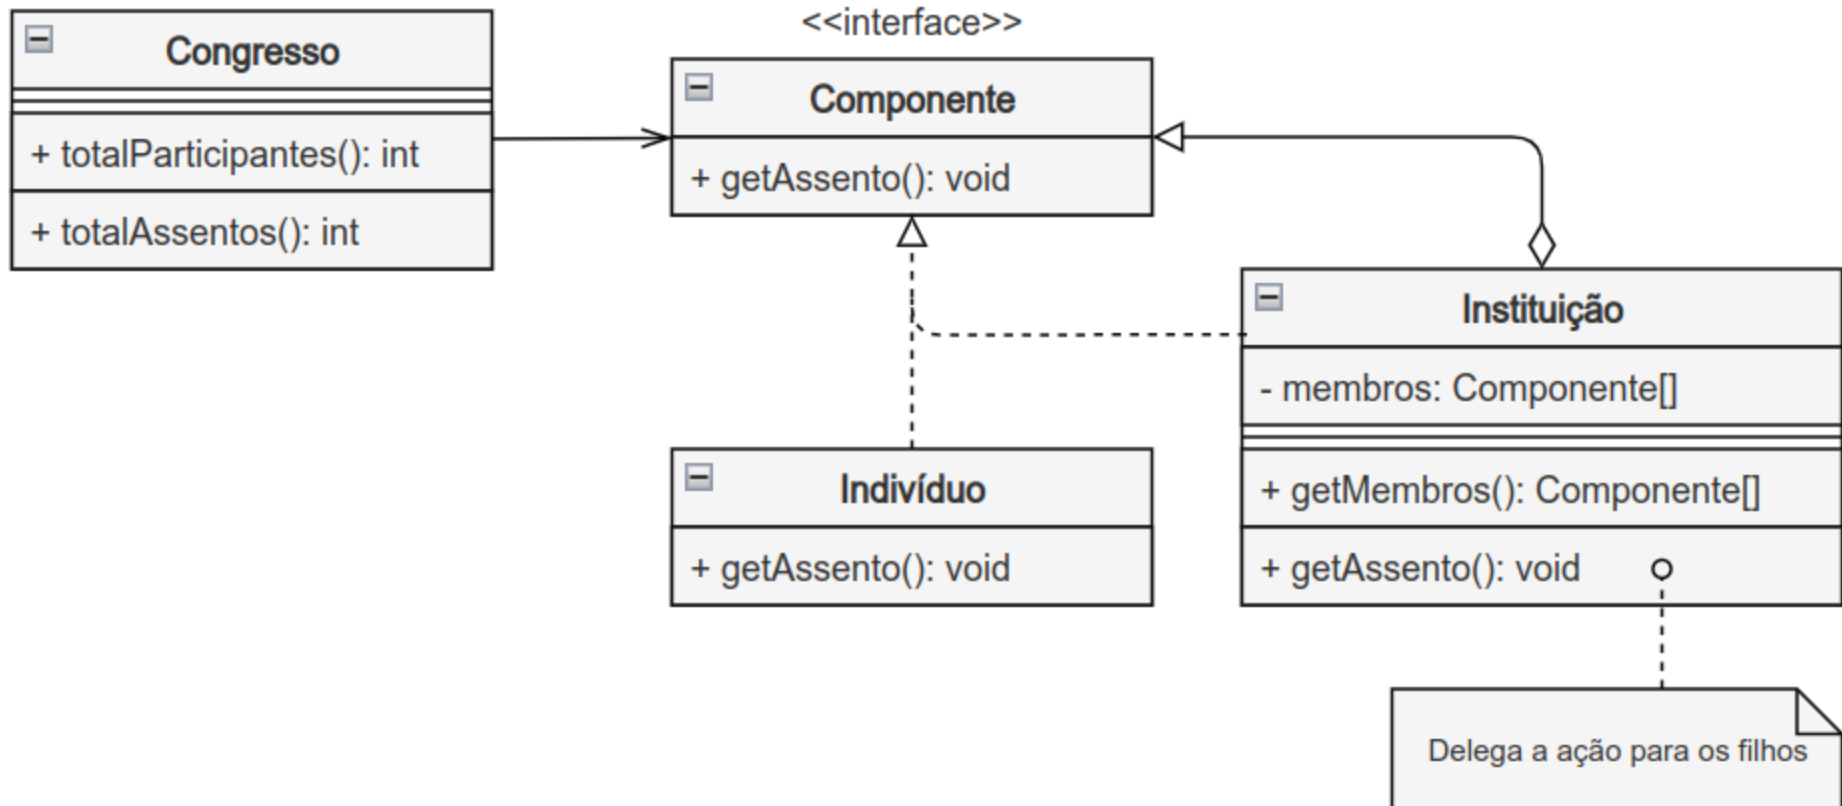 Congresso
+ totalParticipantes(): int
+ totalAssentos(): int
<<interface>>
Componente
+ getAssento(): void
Indivíduo
+ getAssento(): void
Instituição
- membros: Componente[]
+ getMembros(): Componente[]
+ getAssento(): void
Delega a ação para os filhos